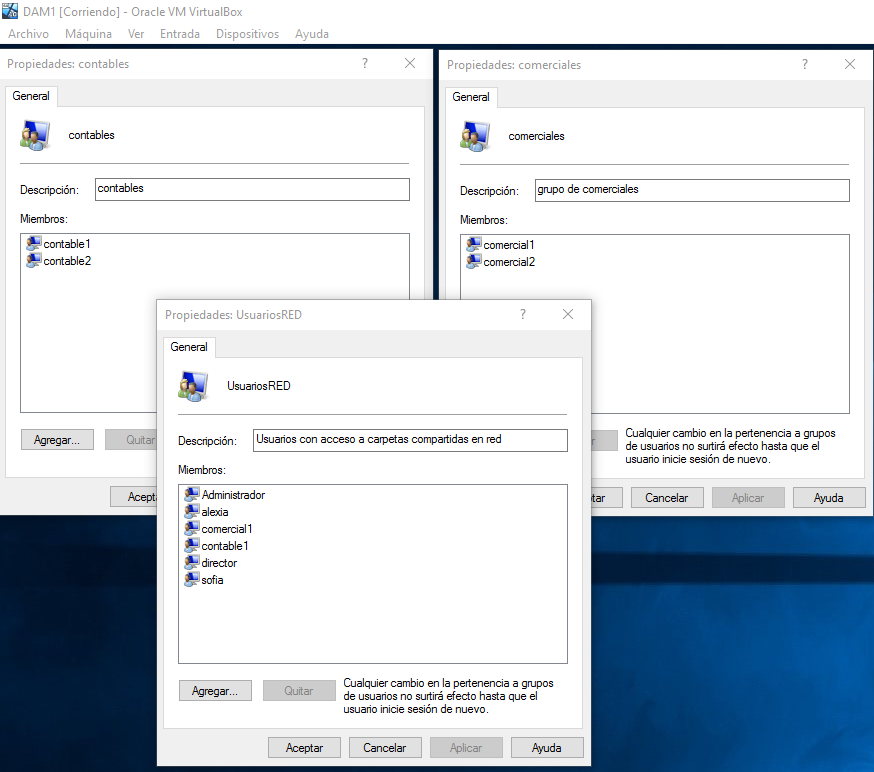 DAM1 [Corriendo] - Oracle VM VirtualBox
Archivo Máquina Ver Entrada Dispositivos Ayuda
Propiedades: contables ?
General
contables
Descripción: contables
Miembros:
contable1
contable2
Agregar... Quitar
Propiedades: comerciales ?
General
comerciales
Descripción: grupo de comerciales
Miembros:
comercial1
comercial2
Cualquier cambio en la pertenencia a grupos
de usuarios no surtirá efecto hasta que el
usuario inicie sesión de nuevo.
Cancelar Aplicar Ayuda
Propiedades: UsuariosRED ?
General
UsuariosRED
Descripción: Usuarios con acceso a carpetas compartidas en red
Miembros:
Administrador
alexia
comercial1
contable1
director
sofia
Agregar... Quitar
Cualquier cambio en la pertenencia a grupos
de usuarios no surtirá efecto hasta que el
usuario inicie sesión de nuevo.
Aceptar Cancelar Aplicar Ayuda